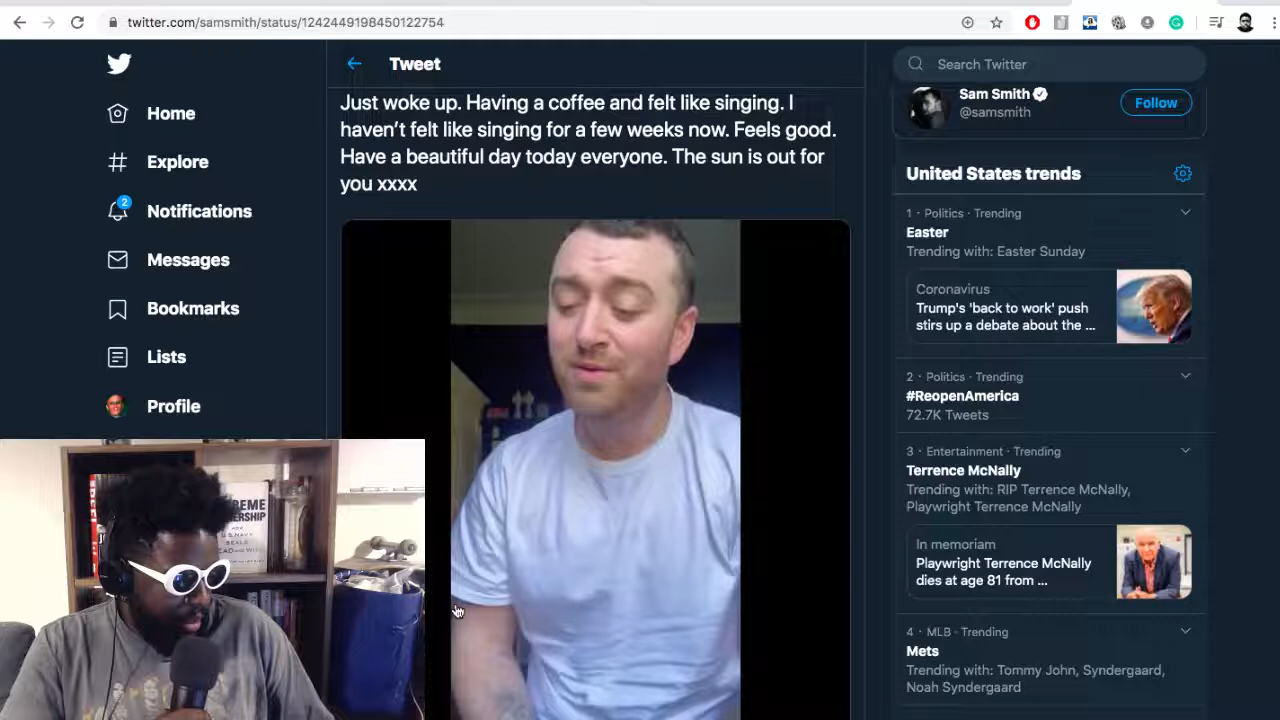 twitter.com/samsmith/status/1242449198450122754
Tweet
Search Twitter
Home
Explore
2
Notifications
Messages
Bookmarks
Lists
Profile
Just woke up. Having a coffee and felt like singing. I
haven’t felt like singing for a few weeks now. Feels good.
Have a beautiful day today everyone. The sun is out for
you xxxx
Sam Smith
@samsmith
Follow
United States trends
1 · Politics · Trending
Easter
Trending with: Easter Sunday
Coronavirus
Trump's 'back to work' push
stirs up a debate about the ...
2 · Politics · Trending
#ReopenAmerica
72.7K Tweets
3 · Entertainment · Trending
Terrence McNally
Trending with: RIP Terrence McNally,
Playwright Terrence McNally
In memoriam
Playwright Terrence McNally
dies at age 81 from ...
4 · MLB · Trending
Mets
Trending with: Tommy John, Syndergaard,
Noah Syndergaard